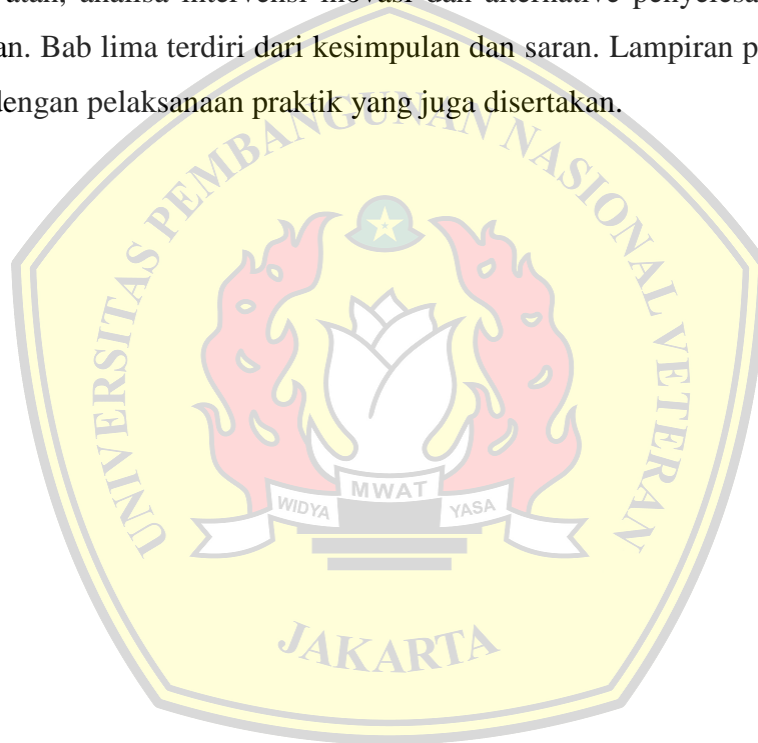 analisa intervensi inovasi dan alternative penyelesa
an. Bab lima terdiri dari kesimpulan dan saran. Lampiran p
dengan pelaksanaan praktik yang juga disertakan.
UNIVERSITAS PEMBANGUNAN NASIONAL VETERAN
WIDYA MWAT YASA
JAKARTA